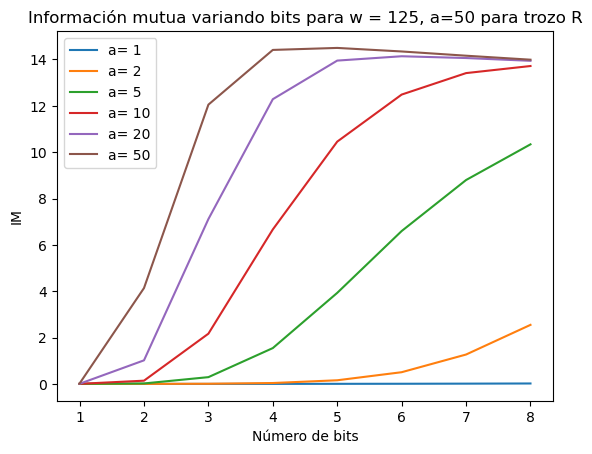 Información mutua variando bits para w = 125, a=50 para trozo R
a= 1
a= 2
a= 5
a= 10
a= 20
a= 50
14
12
10
8
6
4
2
0
IM
1 2 3 4 5 6 7 8
Número de bits